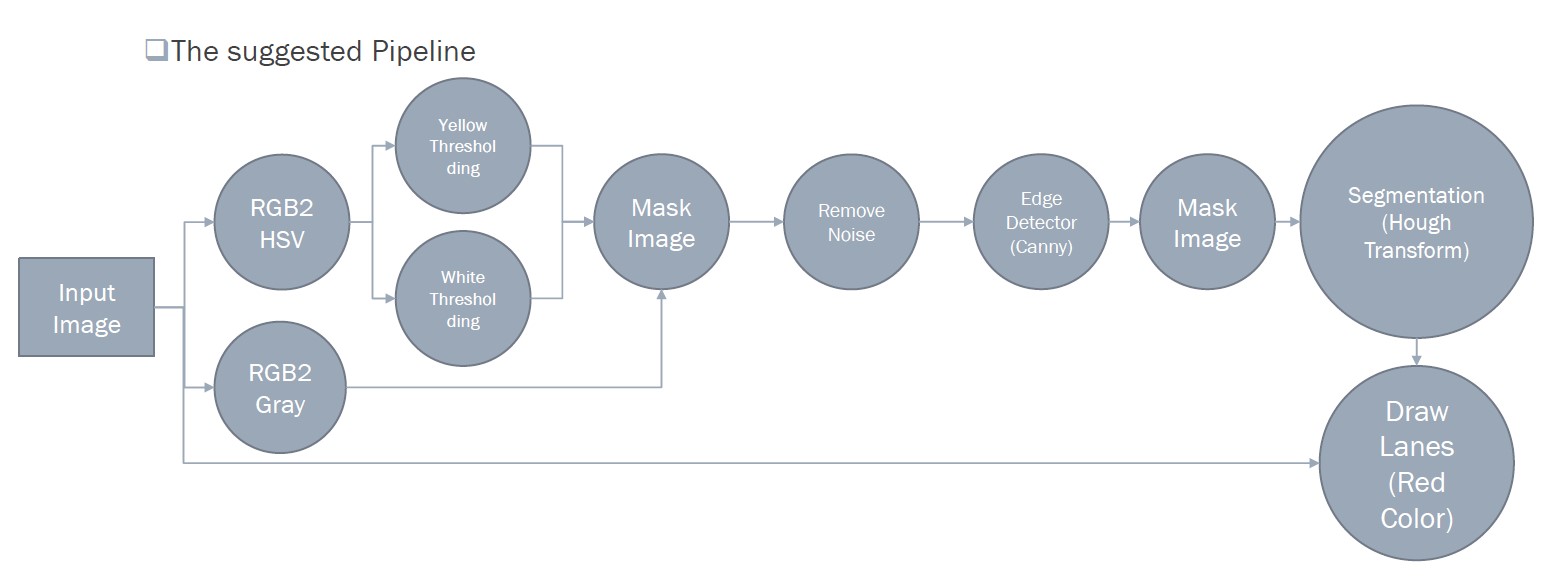 The suggested Pipeline
Input
Image
RGB2
HSV
RGB2
Gray
Yellow
Threshol
ding
White
Threshol
ding
Mask
Image
Remove
Noise
Edge
Detector
(Canny)
Mask
Image
Segmentation
(Hough
Transform)
Draw
Lanes
(Red
Color)